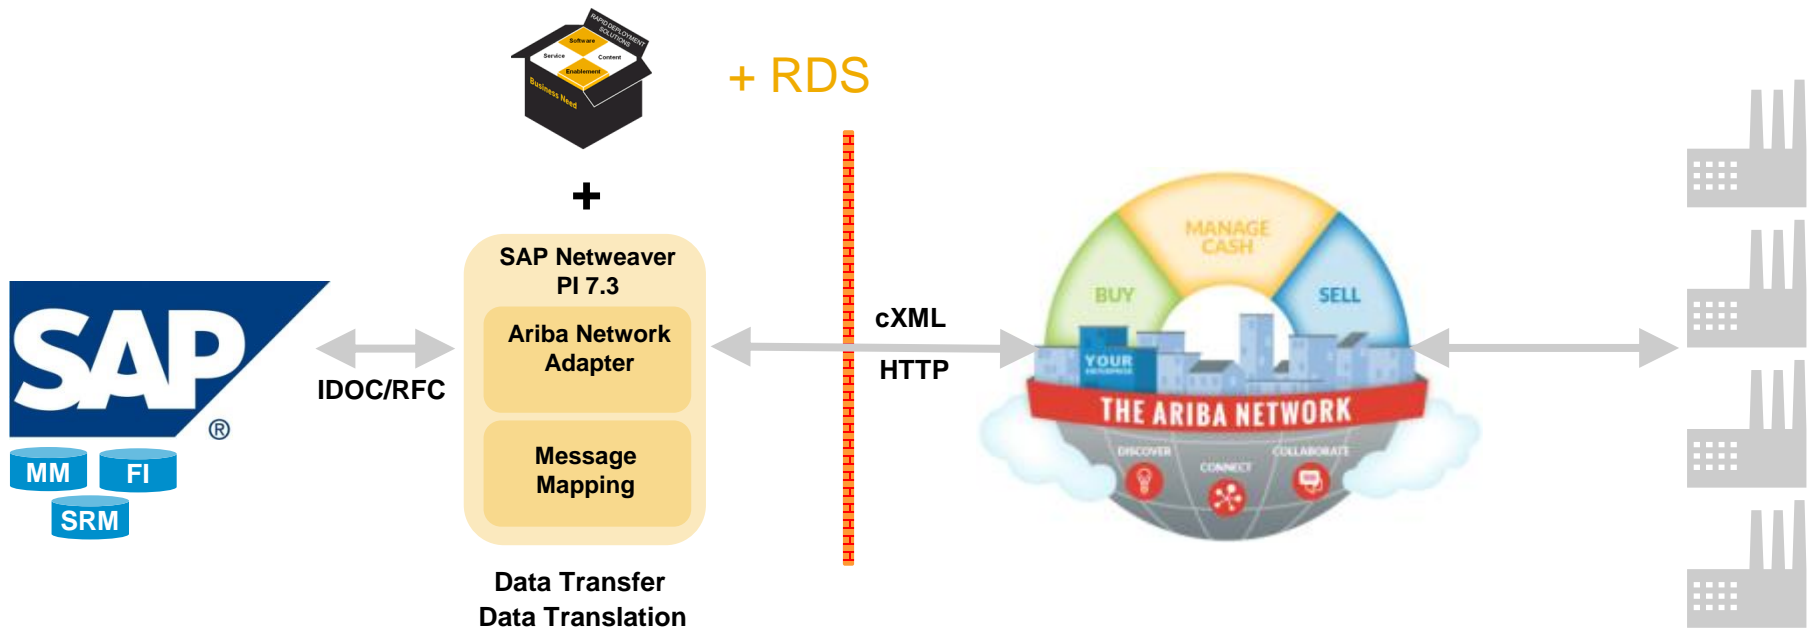 RAPID DEPLOYMENT
SOLUTIONS
Software
Service
Content
Enablement
Business Need
+ RDS
+
SAP Netweaver
PI 7.3
Ariba Network
Adapter
Message
Mapping
Data Transfer
Data Translation
SAP
®
IDOC/RFC
MM
FI
SRM
cXML
HTTP
MANAGE
CASH
BUY
SELL
YOUR
ENTERPRISE
THE ARIBA NETWORK
DISCOVER
CONNECT
COLLABORATE